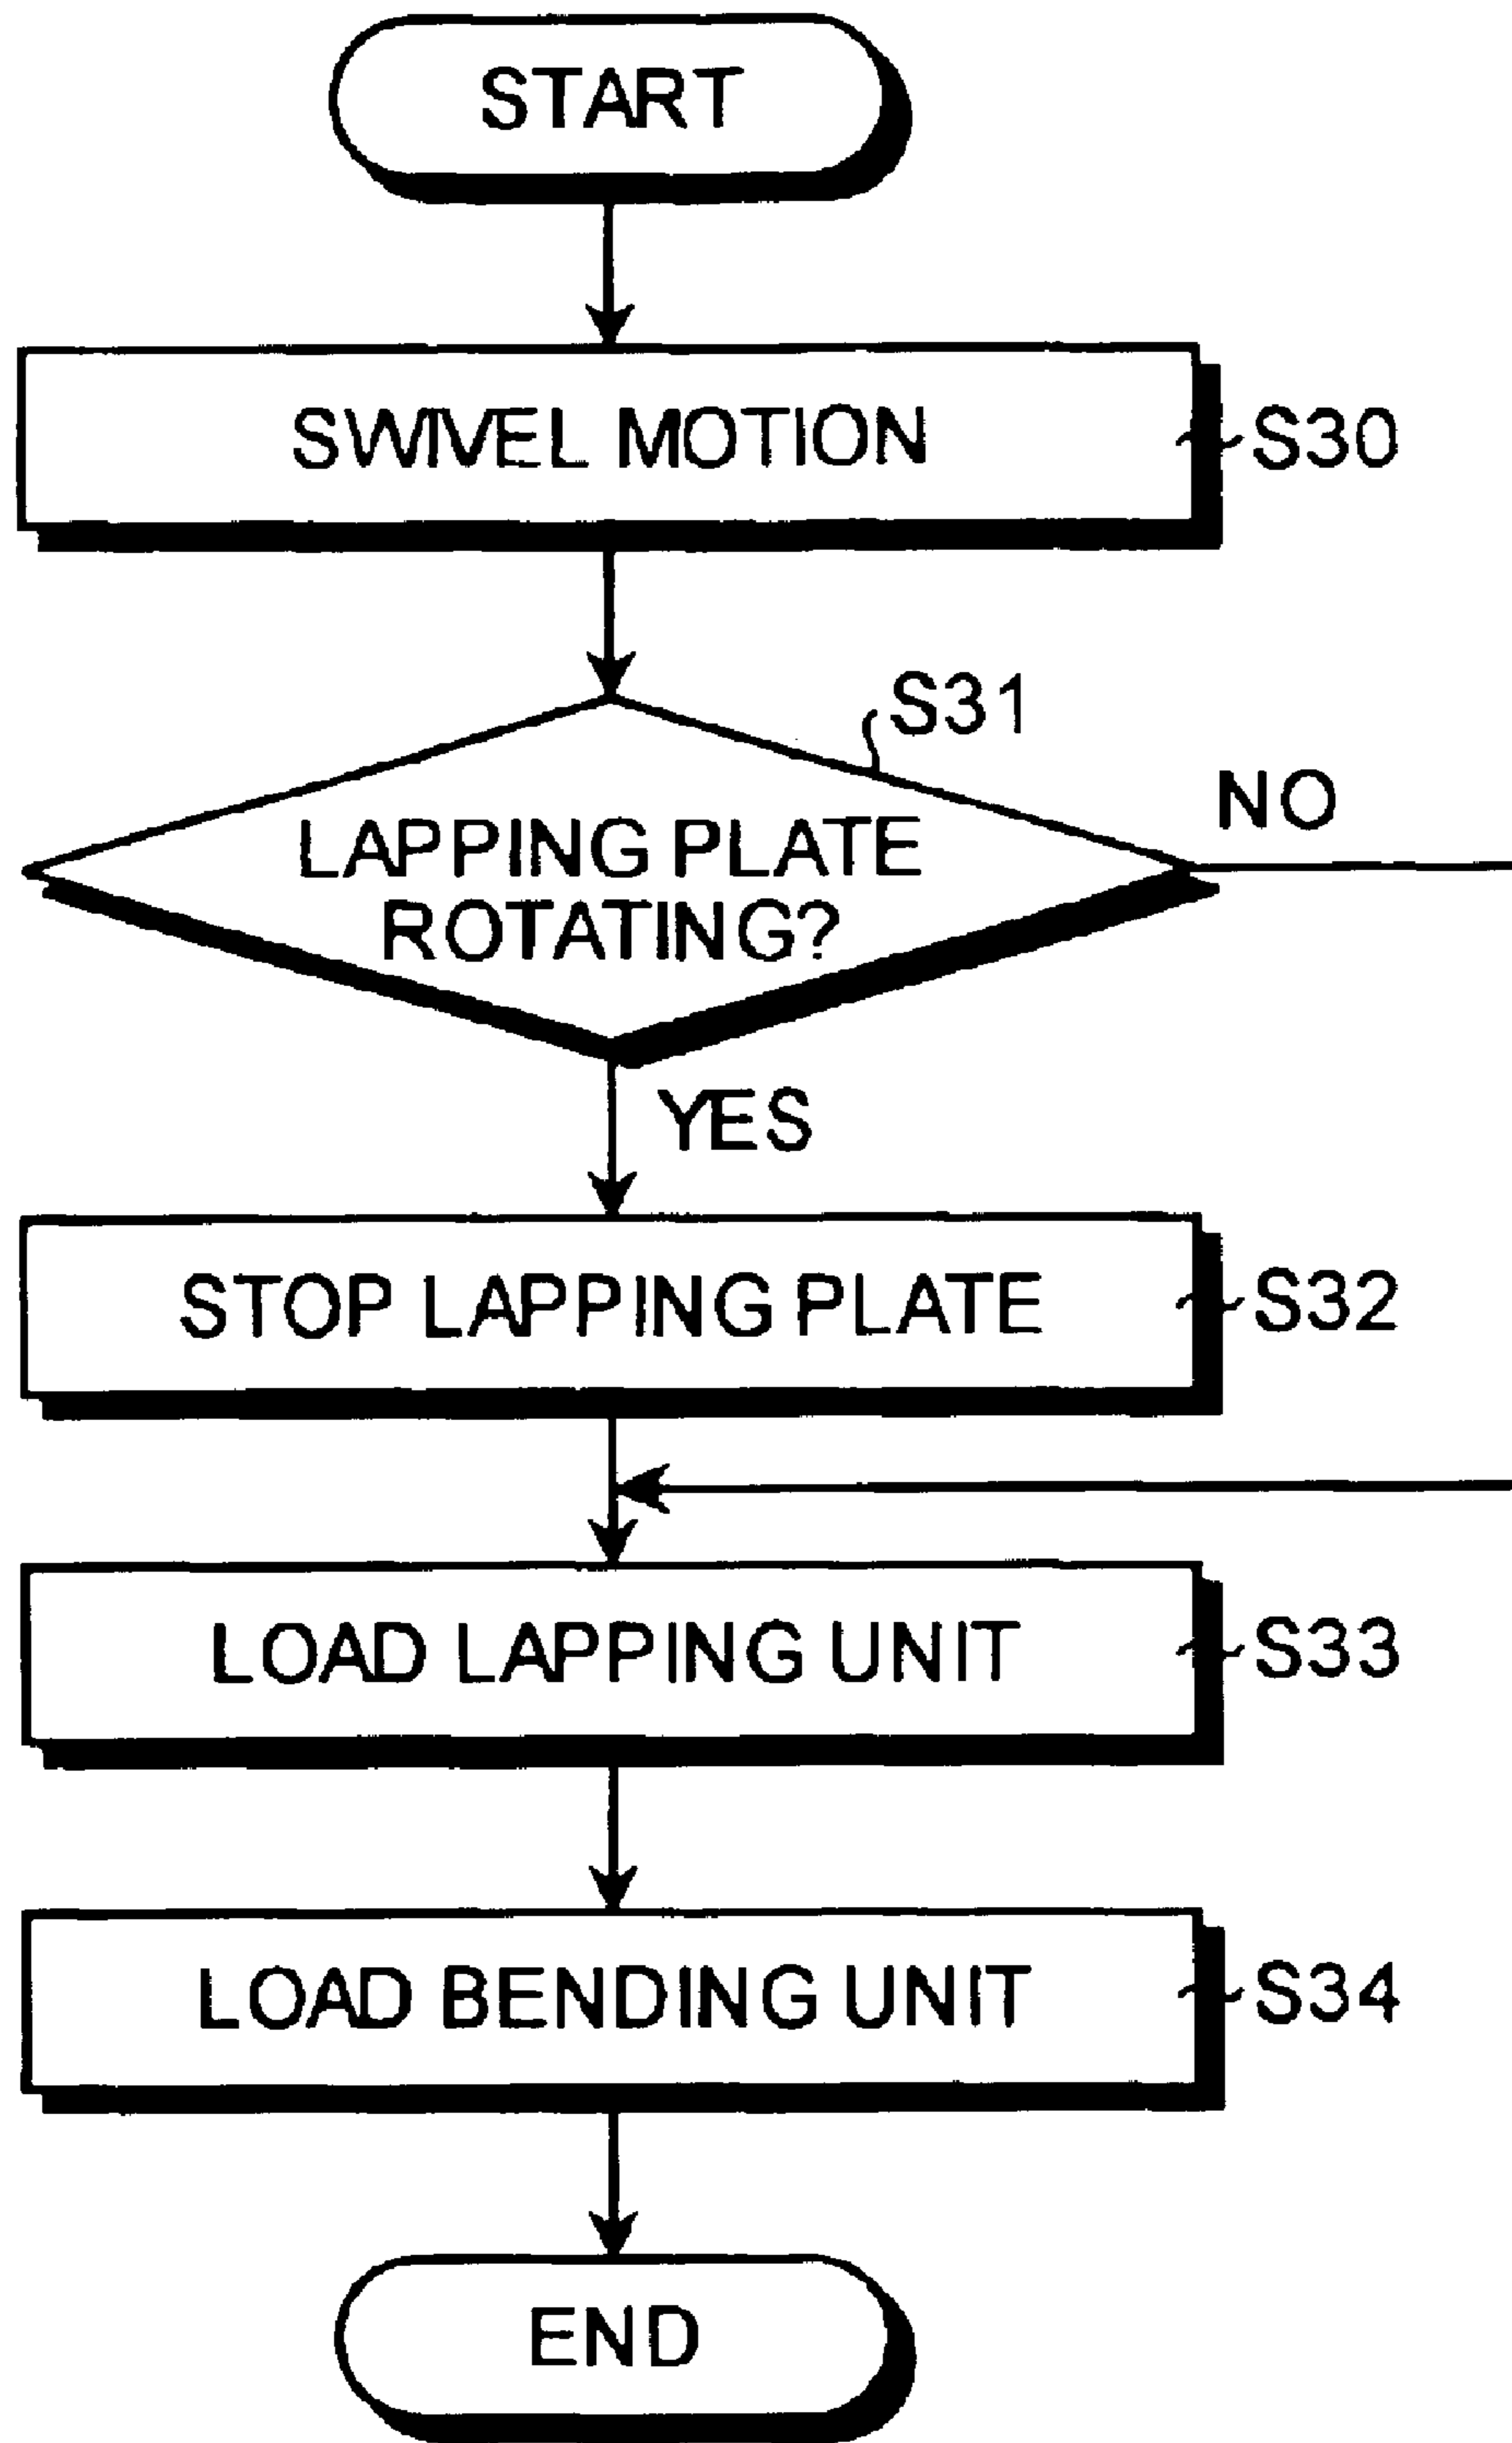 START
SWIVEL MOTION
S30
S31
LAPPING PLATE
ROTATING?
NO
YES
STOP LAPPING PLATE
S32
LOAD LAPPING UNIT
S33
LOAD BENDING UNIT
S34
END